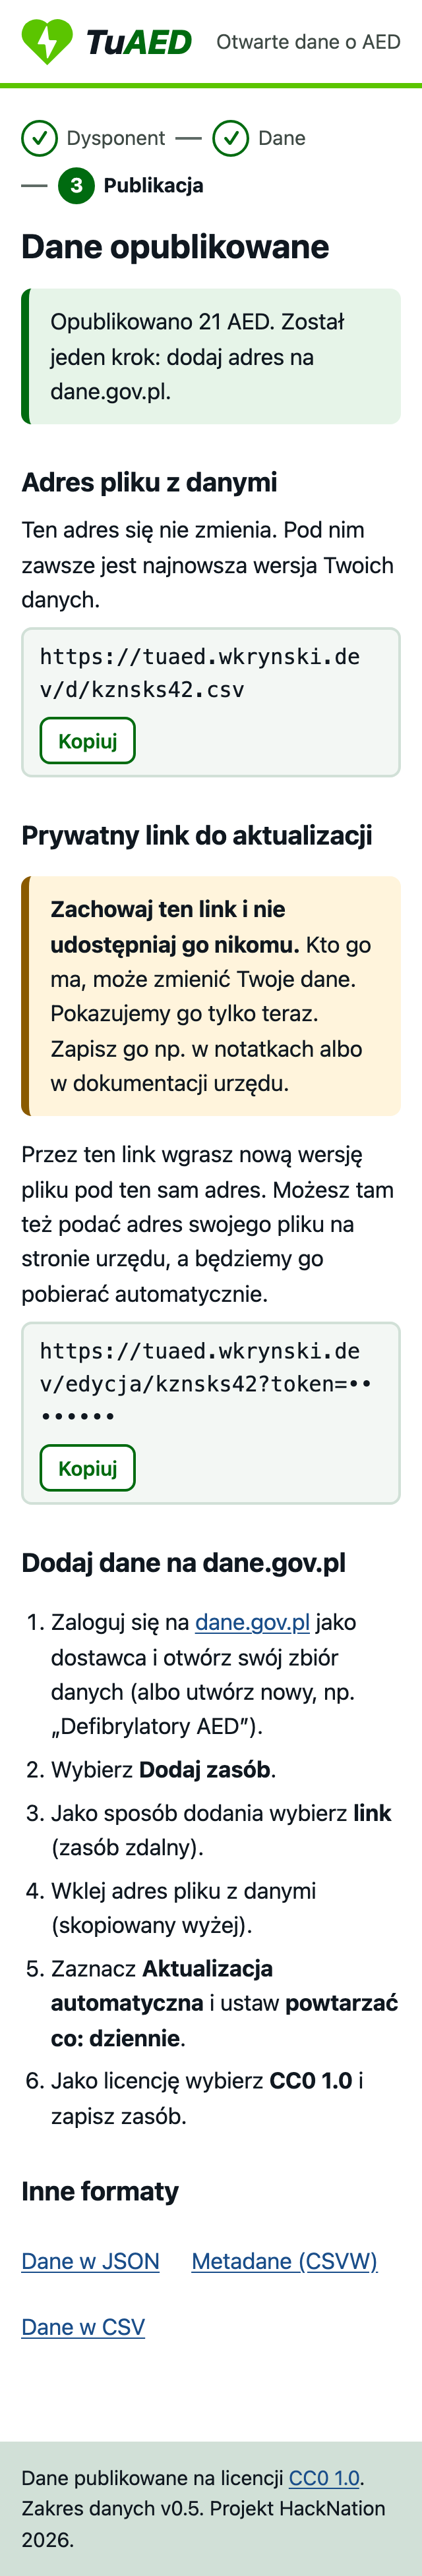 TuAED Otwarte dane o AED
Dysponent — Dane
— 3 Publikacja
Dane opublikowane
Opublikowano 21 AED. Został
jeden krok: dodaj adres na
dane.gov.pl.
Adres pliku z danymi
Ten adres się nie zmienia. Pod nim
zawsze jest najnowsza wersja Twoich
danych.
https://tuaed.wkrynski.de
v/d/kznsks42.csv
Kopiuj
Prywatny link do aktualizacji
Zachowaj ten link i nie
udostępniaj go nikomu. Kto go
ma, może zmienić Twoje dane.
Pokazujemy go tylko teraz.
Zapisz go np. w notatkach albo
w dokumentacji urzędu.
Przez ten link wgrasz nową wersję
pliku pod ten sam adres. Możesz tam
też podać adres swojego pliku na
stronie urzędu, a będziemy go
pobierać automatycznie.
https://tuaed.wkrynski.de
v/edycja/kznsks42?token=••
••••••
Kopiuj
Dodaj dane na dane.gov.pl
1. Zaloguj się na dane.gov.pl jako
dostawca i otwórz swój zbiór
danych (albo utwórz nowy, np.
„Defibrylatory AED”).
2. Wybierz Dodaj zasób.
3. Jako sposób dodania wybierz link
(zasób zdalny).
4. Wklej adres pliku z danymi
(skopiowany wyżej).
5. Zaznacz Aktualizacja
automatyczna i ustaw powtarzać
co: dziennie.
6. Jako licencję wybierz CC0 1.0 i
zapisz zasób.
Inne formaty
Dane w JSON Metadane (CSVW)
Dane w CSV
Dane publikowane na licencji CC0 1.0.
Zakres danych v0.5. Projekt HackNation
2026.